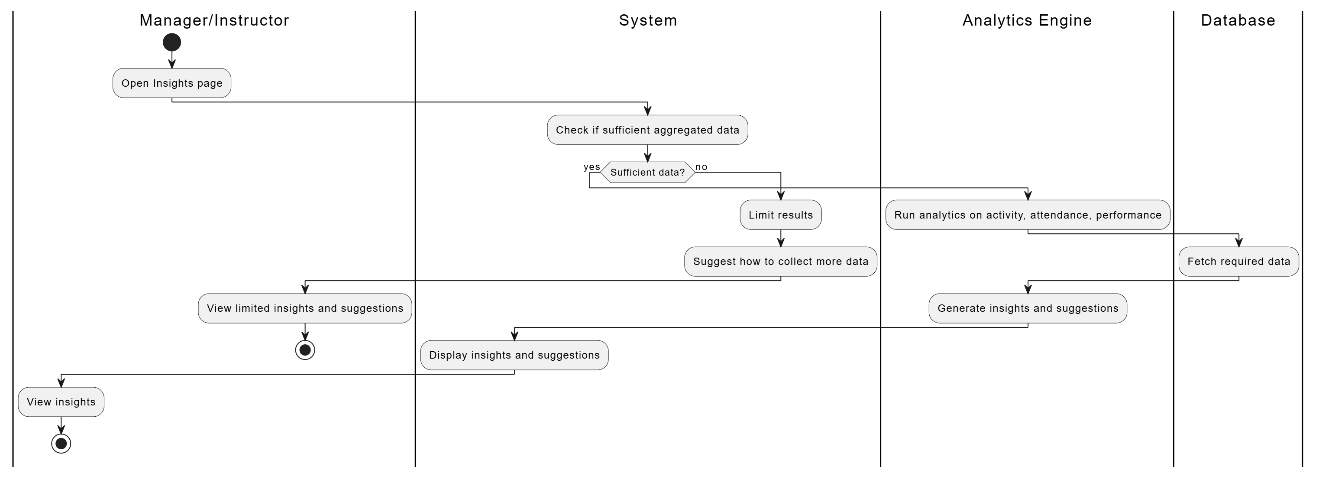 Manager/Instructor
System
Analytics Engine
Database
Open Insights page
Check if sufficient aggregated data
yes
Sufficient data?
no
Limit results
Run analytics on activity, attendance, performance
Suggest how to collect more data
Fetch required data
View limited insights and suggestions
Generate insights and suggestions
Display insights and suggestions
View insights